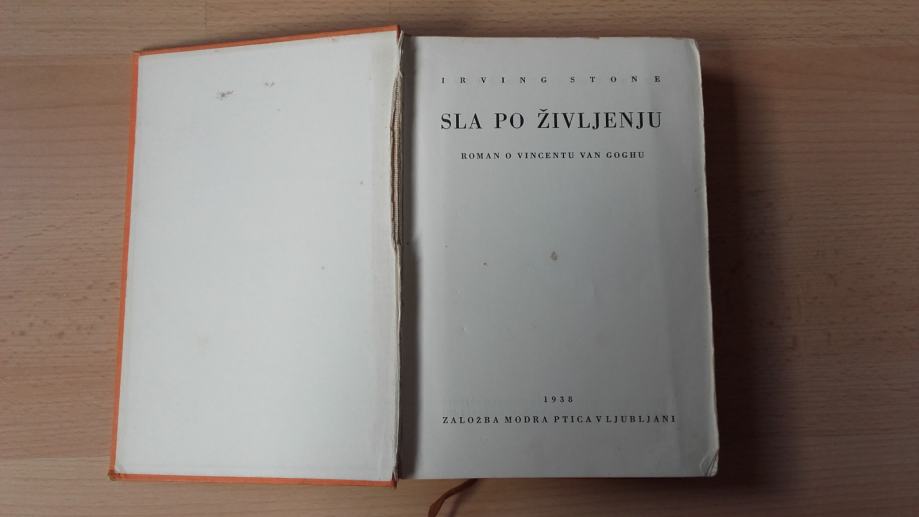 IRVING STONE
SLA PO ŽIVLJENJU
ROMAN O VINCENTU VAN GOGHU
1938
ZALOŽBA MODRA PTICA V LJUBLJANI